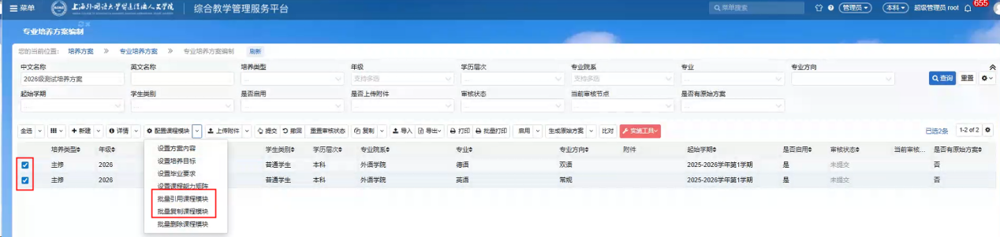 菜单 上海外国语大学贤达经济人文学院 综合教学管理服务平台 菜单搜索 管理员 本科 超级管理员 root 655
专业培养方案编制
您的当前位置: 培养方案 专业培养方案 专业培养方案编制 刷新
中文名称 英文名称 培养类型 年级 学历层次 专业院系 专业 专业方向
2026级测试培养方案 ... 支持多选 ... 支持多选 ... 查询 重置
起始学期 学生类别 是否启用 是否上传附件 审核状态 当前审核节点 是否有原始方案
... ... ... ... ... ... ...
全选 新建 详情 配置课程模块 上传附件 提交 撤回 重置审核状态 复制 导入 导出 打印 批量打印 启用 生成原始方案 比对 实施工具 已选2条 1-2 of 2
培养类型 年级 学生类别 学历层次 专业院系 专业 专业方向 附件 起始学期 是否启用 审核状态 当前审核... 是否有原始方案
主修 2026 普通学生 本科 外语学院 德语 双语 2025-2026学年第1学期 是 未提交 否
主修 2026 普通学生 本科 外语学院 英语 常规 2025-2026学年第1学期 是 未提交 否
设置方案内容
设置培养目标
设置毕业要求
设置课程能力矩阵
批量引用课程模块
批量复制课程模块
批量删除课程模块